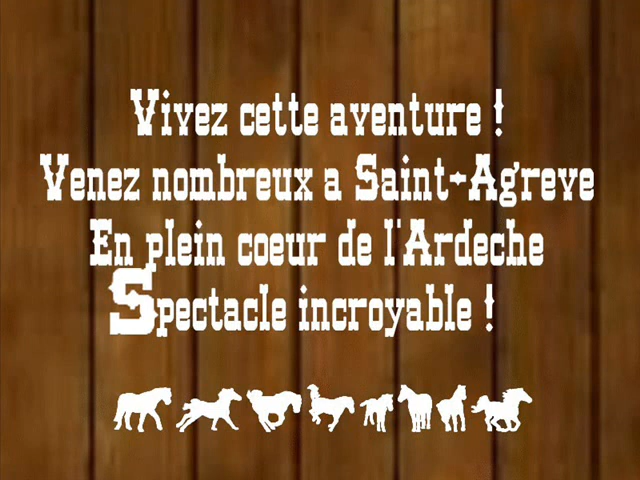 Vivez cette aventure !
Venez nombreux a Saint-Agreve
En plein coeur de l'Ardeche
Spectacle incroyable !